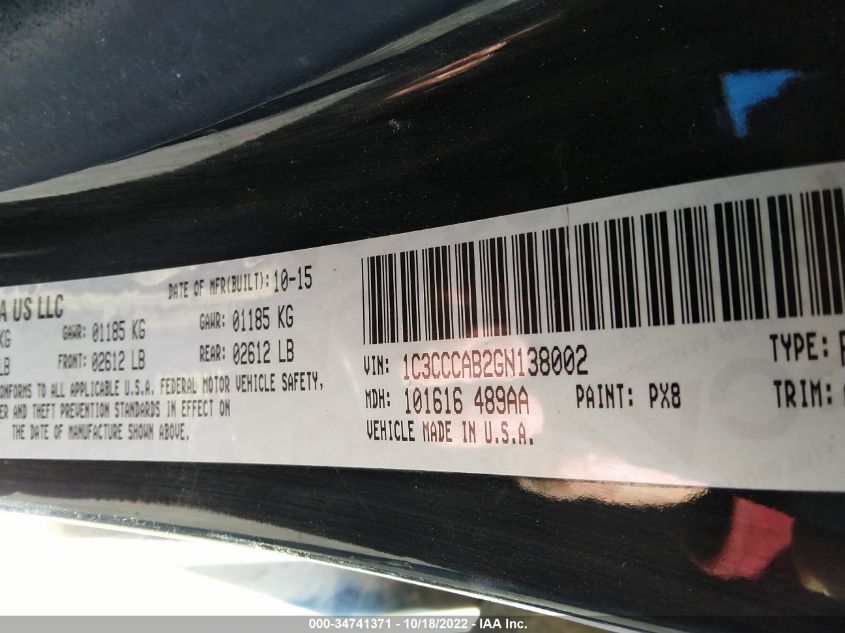 A US LLC
DATE OF MFR(BUILT): 10-15
KG GAWR: 01185 KG GAWR: 01185 KG
LB FRONT: 02612 LB REAR: 02612 LB
CONFORMS TO ALL APPLICABLE U.S.A. FEDERAL MOTOR VEHICLE SAFETY,
ER AND THEFT PREVENTION STANDARDS IN EFFECT ON
THE DATE OF MANUFACTURE SHOWN ABOVE.
VIN: 1C3CCCAB2GN138002
TYPE:
MDH: 101616 489AA PAINT: PX8
TRIM:
VEHICLE MADE IN U.S.A.
000-34741371 - 10/18/2022 - IAA Inc.